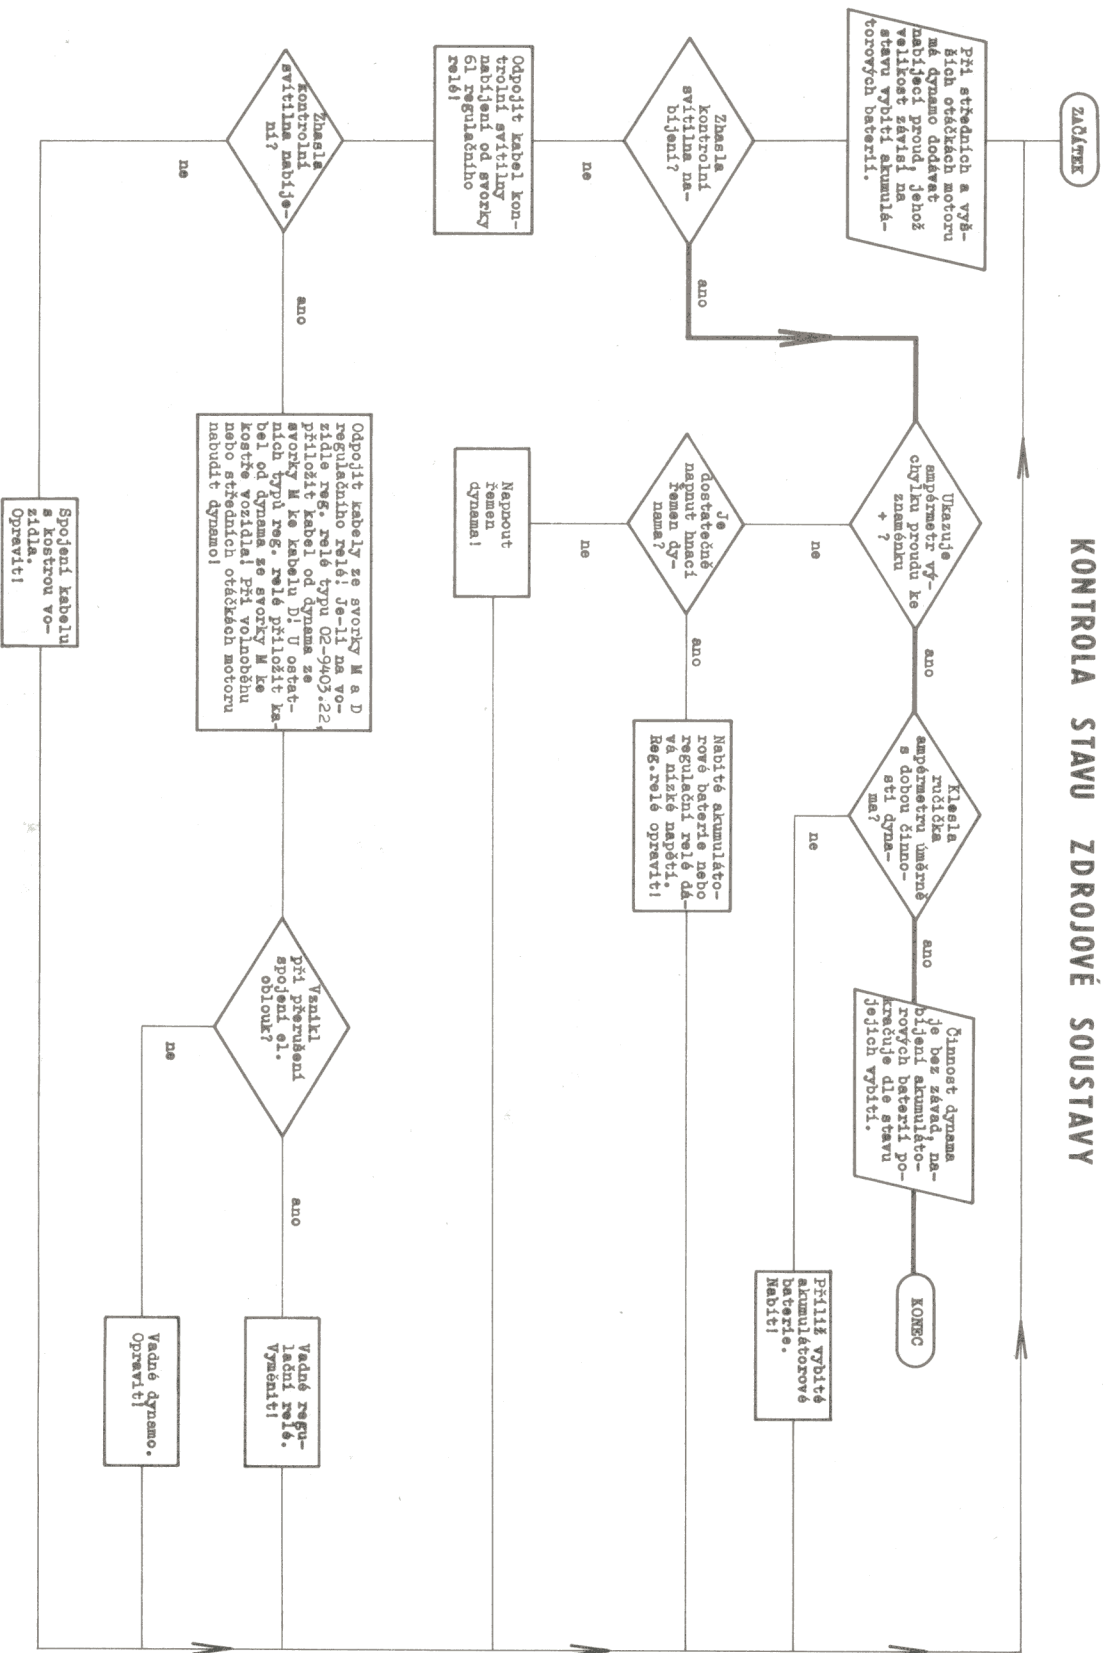 KONTROLA STAVU ZDROJOVÉ SOUSTAVY
ZAČÁTEK
Při středních a vyš-
ších otáčkách motoru
má dynamo dodávat
nabíjecí proud, jehož
velikost závisí na
stavu vybití akumulá-
torových baterií.
Zhasla
kontrolní
svítilna na-
bíjení?
ano
ne
Ukazuje
ampérmetr vý-
chylku proudu ke
znaménku
+ ?
ano
ne
Klesla
ručička
ampérmetru úměrně
s dobou činno-
sti dyna-
ma?
ano
ne
Činnost dynama
je bez závad, na-
bíjení akumuláto-
rových baterií po-
kračuje dle stavu
jejich vybití.
KONEC
Příliž vybité
akumulátorové
baterie.
Nabít!
Je
dostatečně
napnut hnací
řemen dy-
nama?
ano
ne
Nabité akumuláto-
rové baterie nebo
regulační relé dá-
vá nízké napětí.
Reg.relé opravit!
Napnout
řemen
dynama!
Odpojit kabel kon-
trolní svítilny
nabíjení od svorky
61 regulačního
relé!
Zhasla
kontrolní
svítilna nabíje-
ní?
ano
ne
Odpojit kabely ze svorky M a D
regulačního relé! Je-li na vo-
zidle reg. relé typu 02-9403.22,
přiložit kabel od dynama ze
svorky M ke kabelu D! U ostat-
ních typů reg. relé přiložit ka-
bel od dynama ze svorky M ke
kostře vozidla! Při volnoběhu
nebo středních otáčkách motoru
nabudit dynamo!
Vznikl
při přerušení
spojení el.
oblouk?
ano
ne
Vadné regu-
lační relé.
Vyměnit!
Vadné dynamo.
Opravit!
Spojení kabelu
s kostrou vo-
zidla.
Opravit!